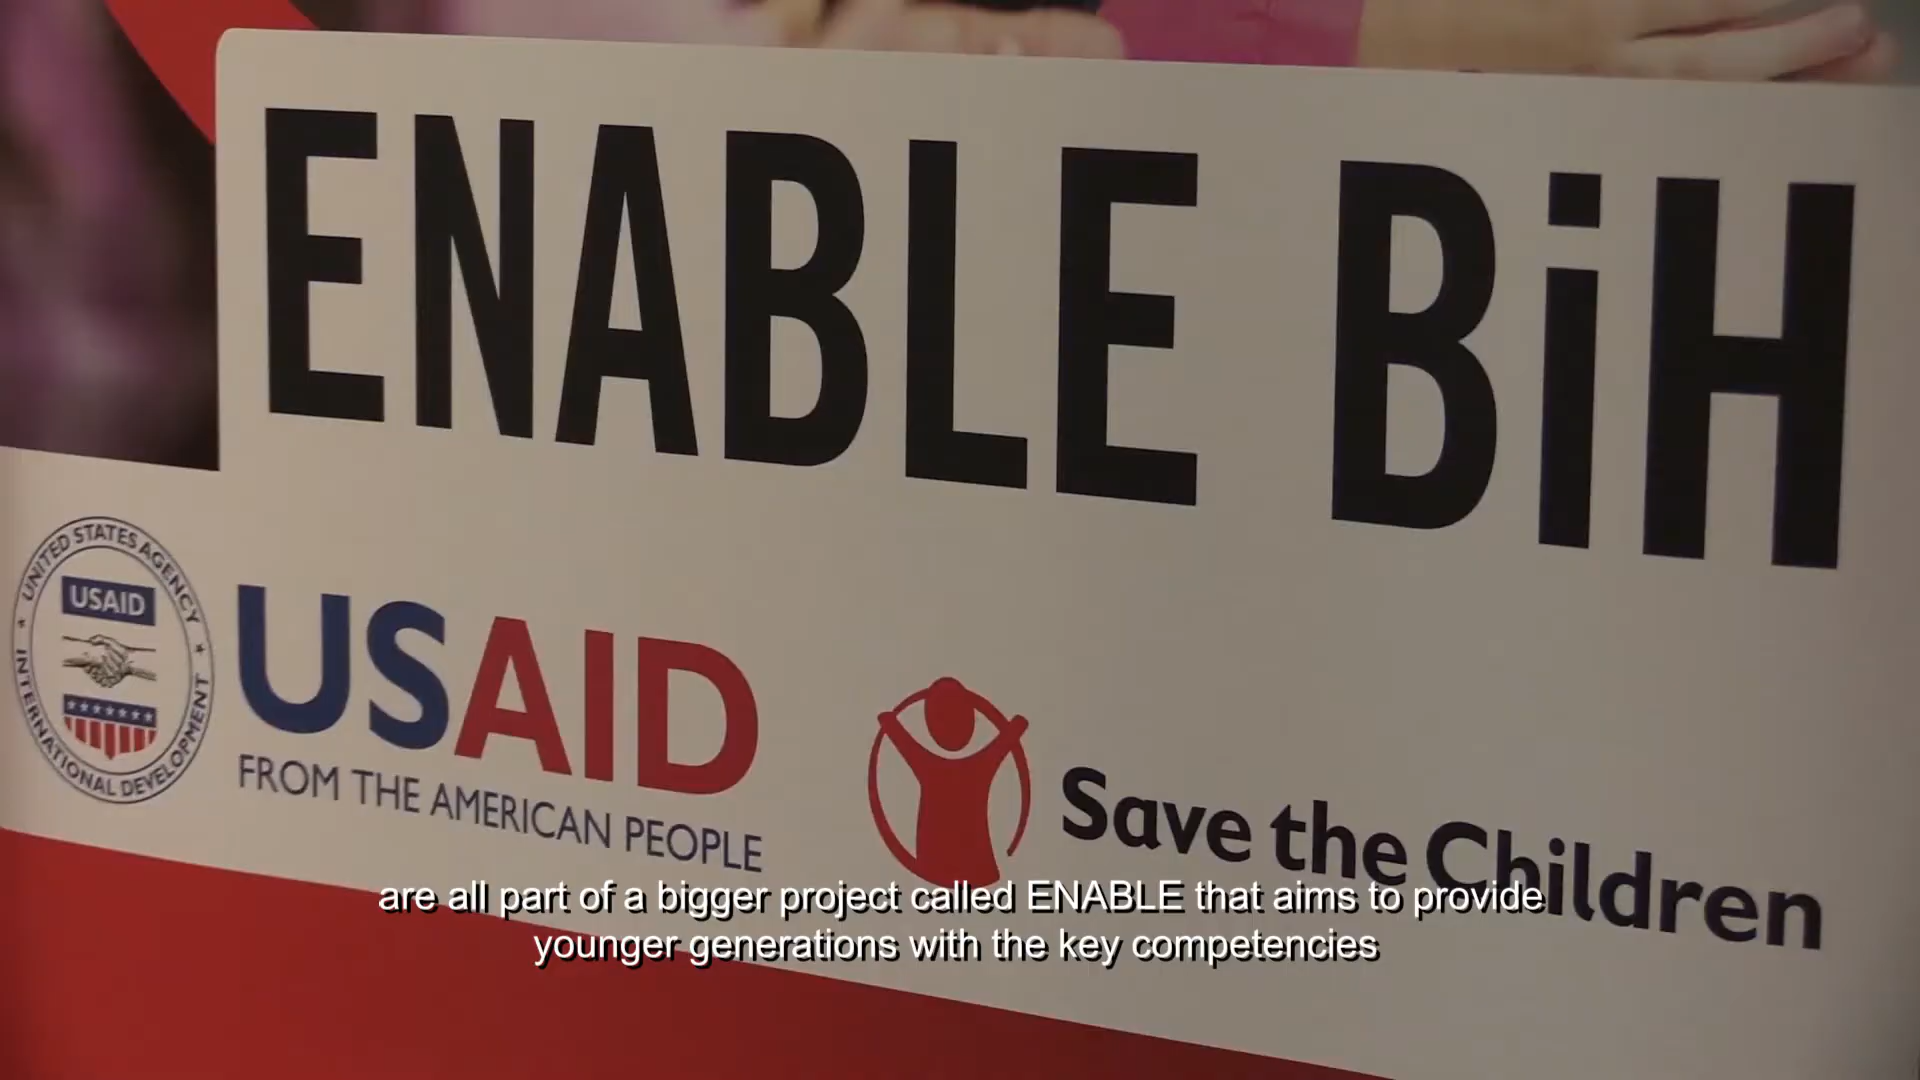 ENABLE BiH
UNITED STATES AGENCY
USAID
INTERNATIONAL DEVELOPMENT
USAID
FROM THE AMERICAN PEOPLE
Save the Children
are all part of a bigger project called ENABLE that aims to provide
younger generations with the key competencies